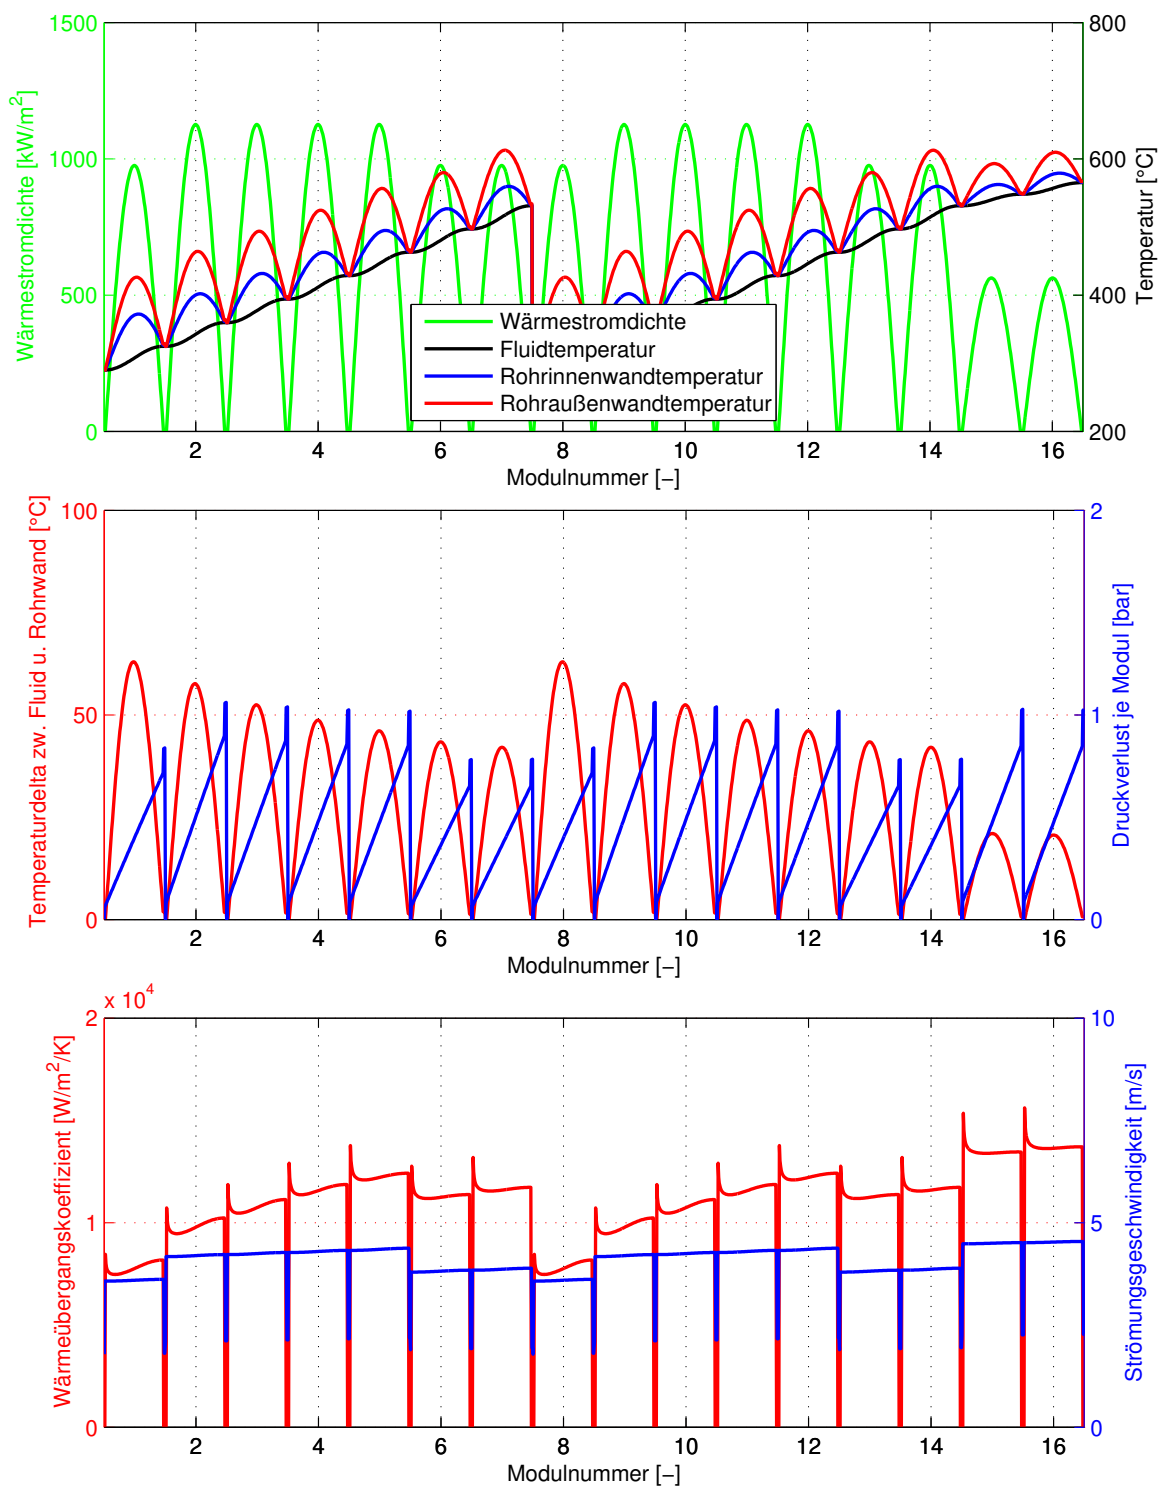 1500
1000
500
0
Wärmestromdichte [kW/m²]
800
600
400
200
Temperatur [°C]
Wärmestromdichte
Fluidtemperatur
Rohrinnenwandtemperatur
Rohraußenwandtemperatur
2 4 6 8 10 12 14 16
Modulnummer [−]
100
50
0
Temperaturdelta zw. Fluid u. Rohrwand [°C]
2
1
0
Druckverlust je Modul [bar]
2 4 6 8 10 12 14 16
Modulnummer [−]
x 10⁴
2
1
0
Wärmeübergangskoeffizient [W/m²/K]
10
5
0
Strömungsgeschwindigkeit [m/s]
2 4 6 8 10 12 14 16
Modulnummer [−]